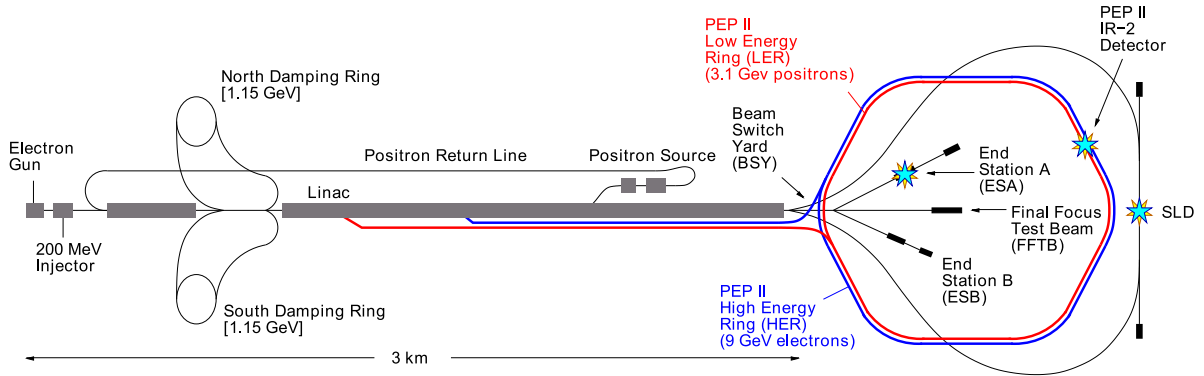 PEP II
Low Energy
Ring (LER)
(3.1 Gev positrons)
PEP II
IR-2
Detector
North Damping Ring
[1.15 GeV]
Beam
Switch
Yard
(BSY)
Electron
Gun
Positron Return Line
Positron Source
Linac
End
Station A
(ESA)
Final Focus
Test Beam
(FFTB)
SLD
200 MeV
Injector
End
Station B
(ESB)
South Damping Ring
[1.15 GeV]
PEP II
High Energy
Ring (HER)
(9 GeV electrons)
3 km